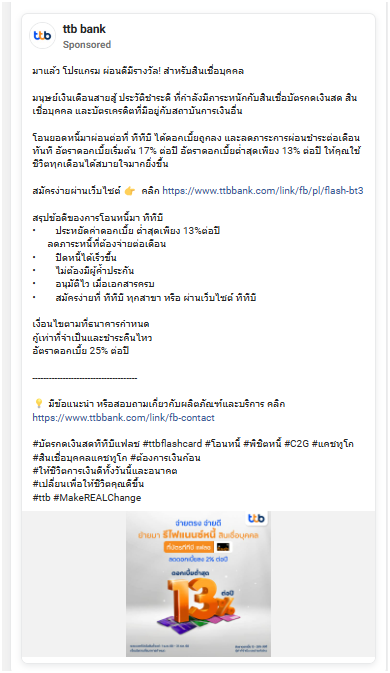 ttb bank
Sponsored
มาแล้ว โปรแกรม ผ่อนดีมีรางวัล! สำหรับสินเชื่อบุคคล
มนุษย์เงินเดือนสายสู้ ประวัติชำระดี ที่กำลังมีภาระหนักกับสินเชื่อบัตรกดเงินสด สิน
เชื่อบุคคล และบัตรเครดิตที่มีอยู่กับสถาบันการเงินอื่น
โอนยอดหนี้มาผ่อนต่อที่ ทีทีบี ได้ดอกเบี้ยถูกลง และลดภาระการผ่อนชำระต่อเดือน
ทันที อัตราดอกเบี้ยเริ่มต้น 17% ต่อปี อัตราดอกเบี้ยต่ำสุดเพียง 13% ต่อปี ให้คุณใช้
ชีวิตทุกเดือนได้สบายใจมากยิ่งขึ้น
สมัครง่ายผ่านเว็บไซต์ 👉 คลิก https://www.ttbbank.com/link/fb/pl/flash-bt3
สรุปข้อดีของการโอนหนี้มา ทีทีบี
• ประหยัดค่าดอกเบี้ย ต่ำสุดเพียง 13%ต่อปี
ลดภาระหนี้ที่ต้องจ่ายต่อเดือน
• ปิดหนี้ได้เร็วขึ้น
• ไม่ต้องมีผู้ค้ำประกัน
• อนุมัติไว เมื่อเอกสารครบ
• สมัครง่ายที่ ทีทีบี ทุกสาขา หรือ ผ่านเว็บไซต์ ทีทีบี
เงื่อนไขตามที่ธนาคารกำหนด
กู้เท่าที่จำเป็นและชำระคืนไหว
อัตราดอกเบี้ย 25% ต่อปี
------------------------------------
💡 มีข้อแนะนำ หรือสอบถามเกี่ยวกับผลิตภัณฑ์และบริการ คลิก
https://www.ttbbank.com/link/fb-contact
#บัตรกดเงินสดทีทีบีแฟลช #ttbflashcard #โอนหนี้ #พิชิตหนี้ #C2G #แคชทูโก
#สินเชื่อบุคคลแคชทูโก #ต้องการเงินก้อน
#ให้ชีวิตการเงินดีทั้งวันนี้และอนาคต
#เปลี่ยนเพื่อให้ชีวิตคุณดีขึ้น
#ttb #MakeREALChange
ttb
จ่ายตรง จ่ายดี
ย้ายมา รีไฟแนนซ์หนี้ สินเชื่อบุคคล
ลดดอกเบี้ยลง 2% ต่อปี
ดอกเบี้ยต่ำสุด
13%
ต่อปี